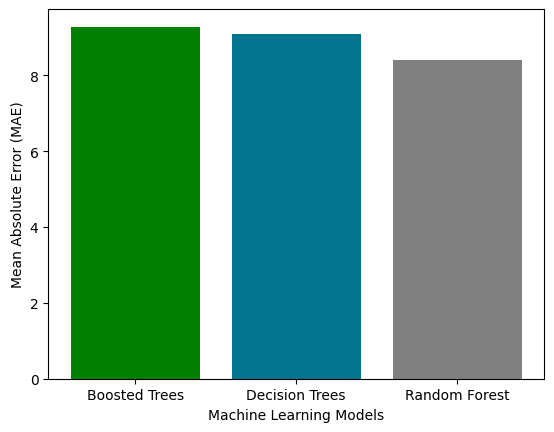 Mean Absolute Error (MAE)
8
6
4
2
0
Boosted Trees
Decision Trees
Random Forest
Machine Learning Models